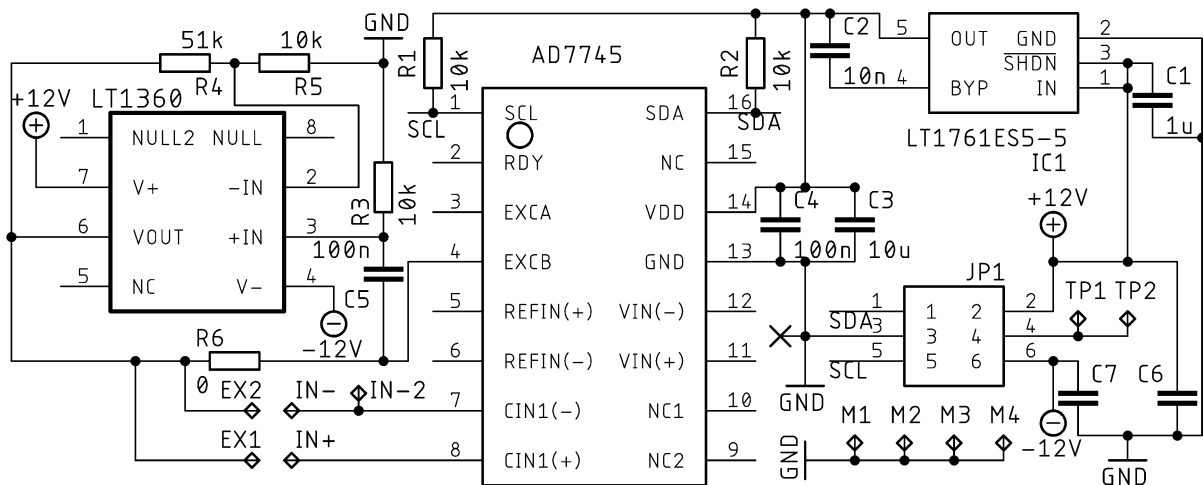 51k
10k
R4
R5
GND
R1
10k
AD7745
R2
10k
C2
10n
5
4
OUT
BYP
GND
SHDN
IN
2
3
1
C1
1u
LT1761ES5-5
IC1
+12V
LT1360
1
7
6
5
NULL2
V+
VOUT
NC
NULL
-IN
+IN
V-
8
2
3
4
R3
10k
100n
C5
-12V
R6
0
EX2
IN-
IN-2
EX1
IN+
SCL
1
2
3
4
5
6
7
8
SCL
RDY
EXCA
EXCB
REFIN(+)
REFIN(-)
CIN1(-)
CIN1(+)
SDA
NC
VDD
GND
VIN(-)
VIN(+)
NC1
NC2
16
15
14
13
12
11
10
9
SDA
C4
100n
C3
10u
+12V
JP1
SDA
SCL
1
3
5
1 2
3 4
5 6
2
4
6
TP1
TP2
GND
C7
C6
-12V
GND
GND
M1
M2
M3
M4